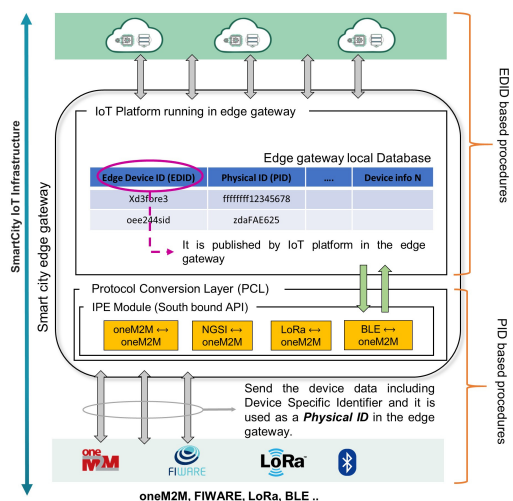 IoT Platform running in edge gateway
Edge gateway local Database
Edge Device ID (EDID) Physical ID (PID) .... Device info N
Xd3fore3 ffffffff12345678
oee244sid zdaFAE625
It is published by IoT platform in the edge
gateway
Protocol Conversion Layer (PCL)
IPE Module (South bound API)
oneM2M ↔
oneM2M
NGSI ↔
oneM2M
LoRa ↔
oneM2M
BLE ↔
oneM2M
Send the device data including
Device Specific Identifier and it is
used as a Physical ID in the edge
gateway.
one
M2M
FIWARE
LoRa
oneM2M, FIWARE, LoRa, BLE ..
SmartCity IoT Infrastructure
Smart city edge gateway
EDID based procedures
PID based procedures